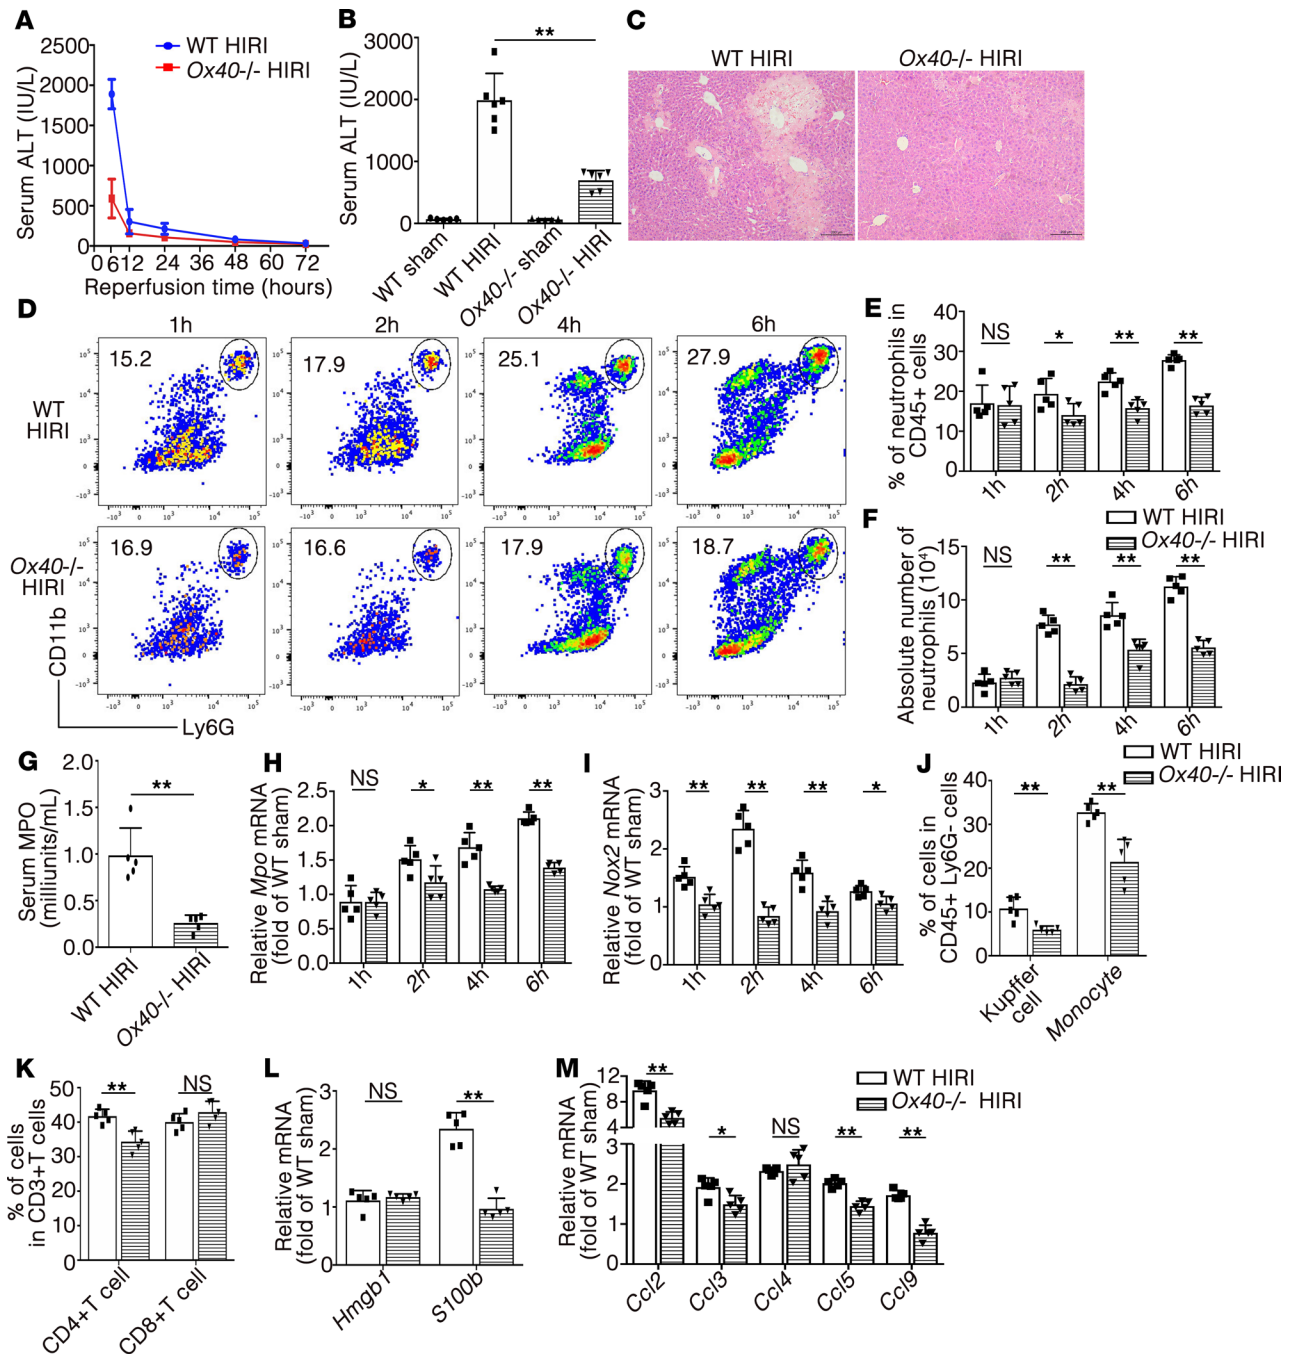 A
2500
2000
1500
1000
500
0
Serum ALT (IU/L)
WT HIRI
Ox40-/- HIRI
0 6 12 24 36 48 60 72
Reperfusion time (hours)
B
3000
2000
1000
0
Serum ALT (IU/L)
**
WT sham
WT HIRI
Ox40-/- sham
Ox40-/- HIRI
C
WT HIRI
Ox40-/- HIRI
D
1h 2h 4h 6h
WT
HIRI
15.2 17.9 25.1 27.9
Ox40-/-
HIRI
16.9 16.6 17.9 18.7
10⁵
10⁴
10³
0
-10³
-10³ 0 10³ 10⁴ 10⁵
CD11b
Ly6G
E
40
30
20
10
0
% of neutrophils in
CD45+ cells
NS * ** **
1h 2h 4h 6h
F
WT HIRI
Ox40-/- HIRI
15
10
5
0
Absolute number of
neutrophils (10⁴)
NS ** ** **
1h 2h 4h 6h
G
2.0
1.5
1.0
0.5
0.0
Serum MPO
(milliunits/mL)
**
WT HIRI
Ox40-/- HIRI
H
2.5
2.0
1.5
1.0
0.5
0.0
Relative Mpo mRNA
(fold of WT sham)
NS * ** **
1h 2h 4h 6h
I
3
2
1
0
Relative Nox2 mRNA
(fold of WT sham)
** ** ** *
1h 2h 4h 6h
J
WT HIRI
Ox40-/- HIRI
40
30
20
10
0
% of cells in
CD45+ Ly6G- cells
** **
Kupffer
cell
Monocyte
K
50
40
30
20
10
0
% of cells
in CD3+T cells
** NS
CD4+T cell
CD8+T cell
L
3
2
1
0
Relative mRNA
(fold of WT sham)
NS **
Hmgb1
S100b
M
WT HIRI
Ox40-/- HIRI
12
8
4
3
2
1
0
Relative mRNA
(fold of WT sham)
** * NS ** **
Ccl2
Ccl3
Ccl4
Ccl5
Ccl9